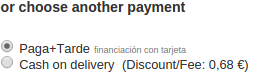 or choose another payment
Paga+Tarde financiación con tarjeta
Cash on delivery (Discount/Fee: 0,68 €)